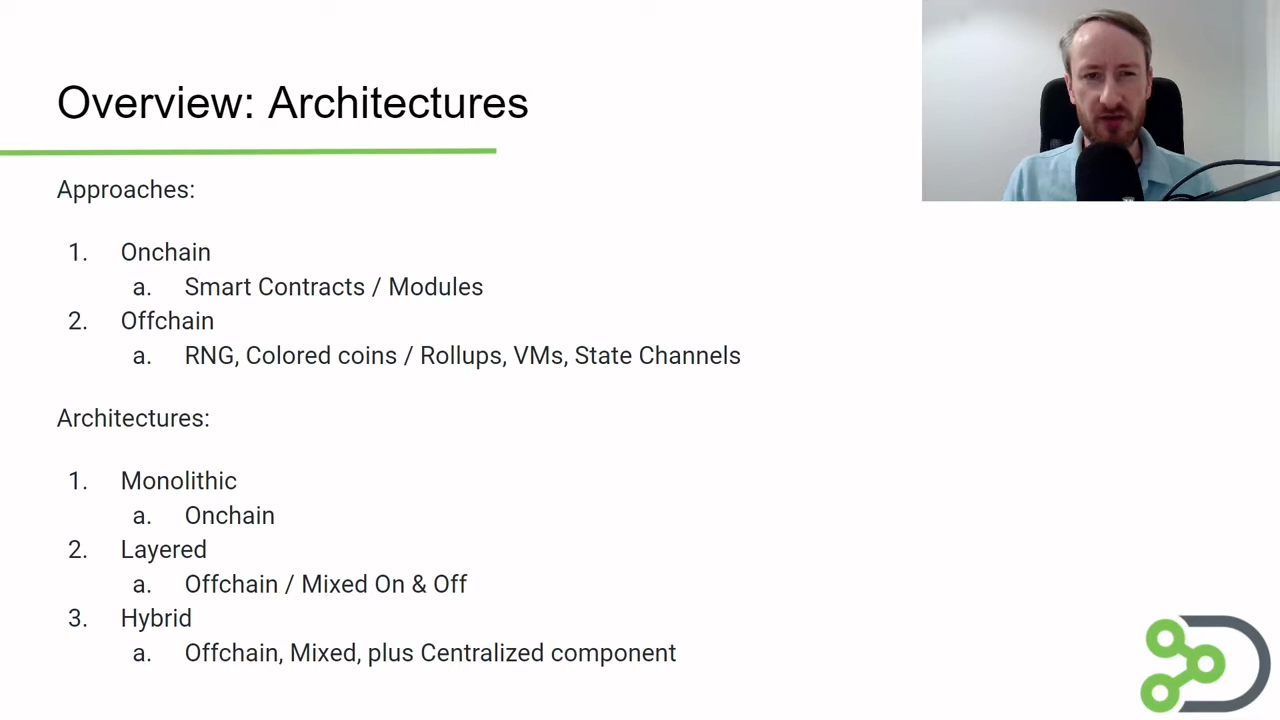 Overview: Architectures
Approaches:
1. Onchain
a. Smart Contracts / Modules
2. Offchain
a. RNG, Colored coins / Rollups, VMs, State Channels
Architectures:
1. Monolithic
a. Onchain
2. Layered
a. Offchain / Mixed On & Off
3. Hybrid
a. Offchain, Mixed, plus Centralized component